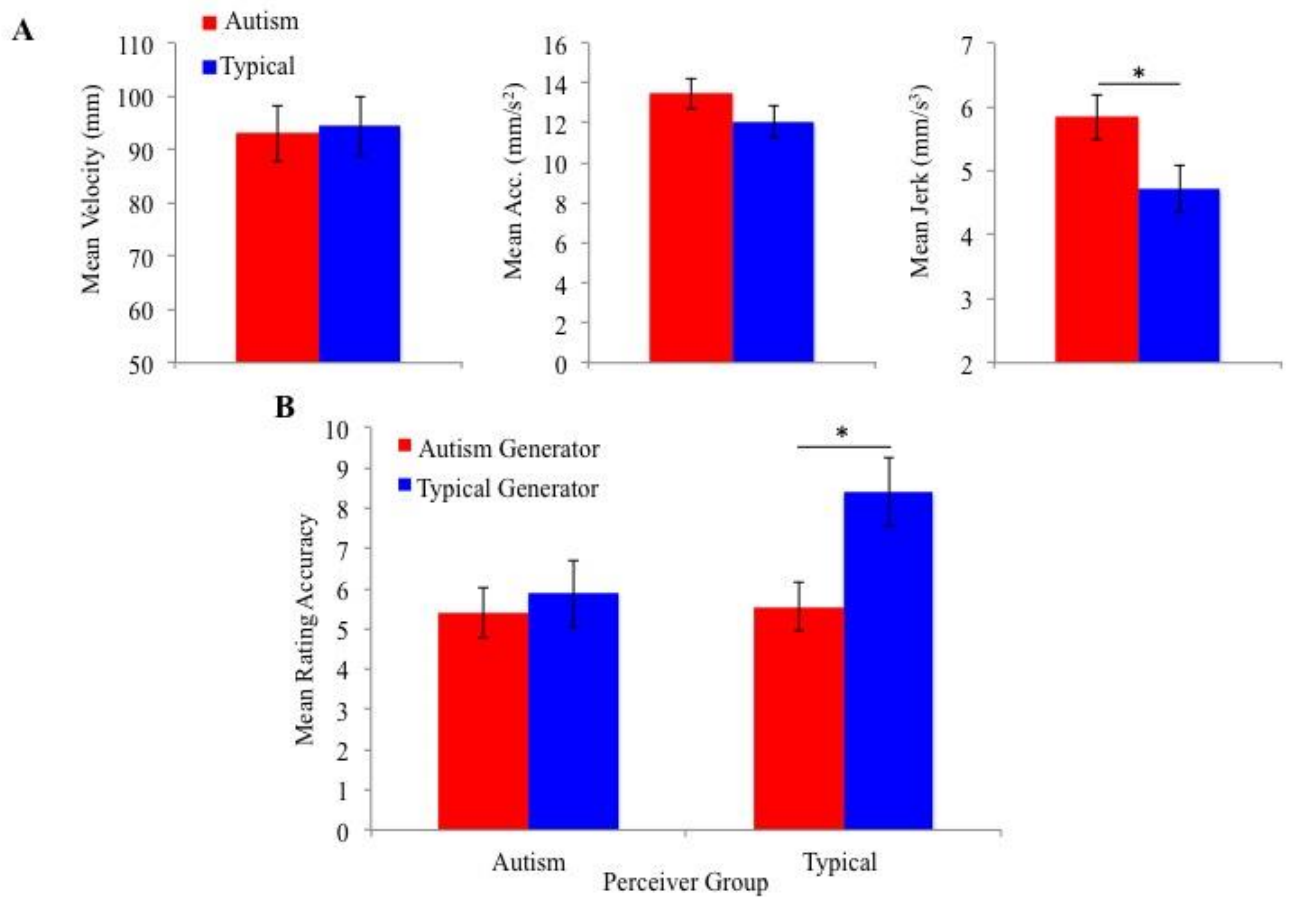 A
Autism
Typical
Mean Velocity (mm)
110
100
90
80
70
60
50
Mean Acc. (mm/s²)
16
14
12
10
8
6
4
2
0
Mean Jerk (mm/s³)
7
6
5
4
3
2
*
B
Autism Generator
Typical Generator
Mean Rating Accuracy
10
9
8
7
6
5
4
3
2
1
0
*
Autism
Typical
Perceiver Group